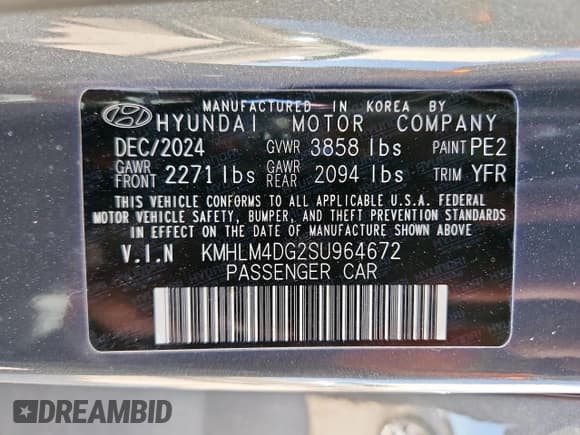 MANUFACTURED IN KOREA BY
HYUNDAI MOTOR COMPANY
DEC/2024 GVWR 3858 lbs PAINT PE2
GAWR FRONT 2271 lbs GAWR REAR 2094 lbs TRIM YFR
THIS VEHICLE CONFORMS TO ALL APPLICABLE U.S.A. FEDERAL
MOTOR VEHICLE SAFETY, BUMPER, AND THEFT PREVENTION STANDARDS
IN EFFECT ON THE DATE OF MANUFACTURE SHOWN ABOVE
V.I.N KMHLM4DG2SU964672
PASSENGER CAR
DREAMBID